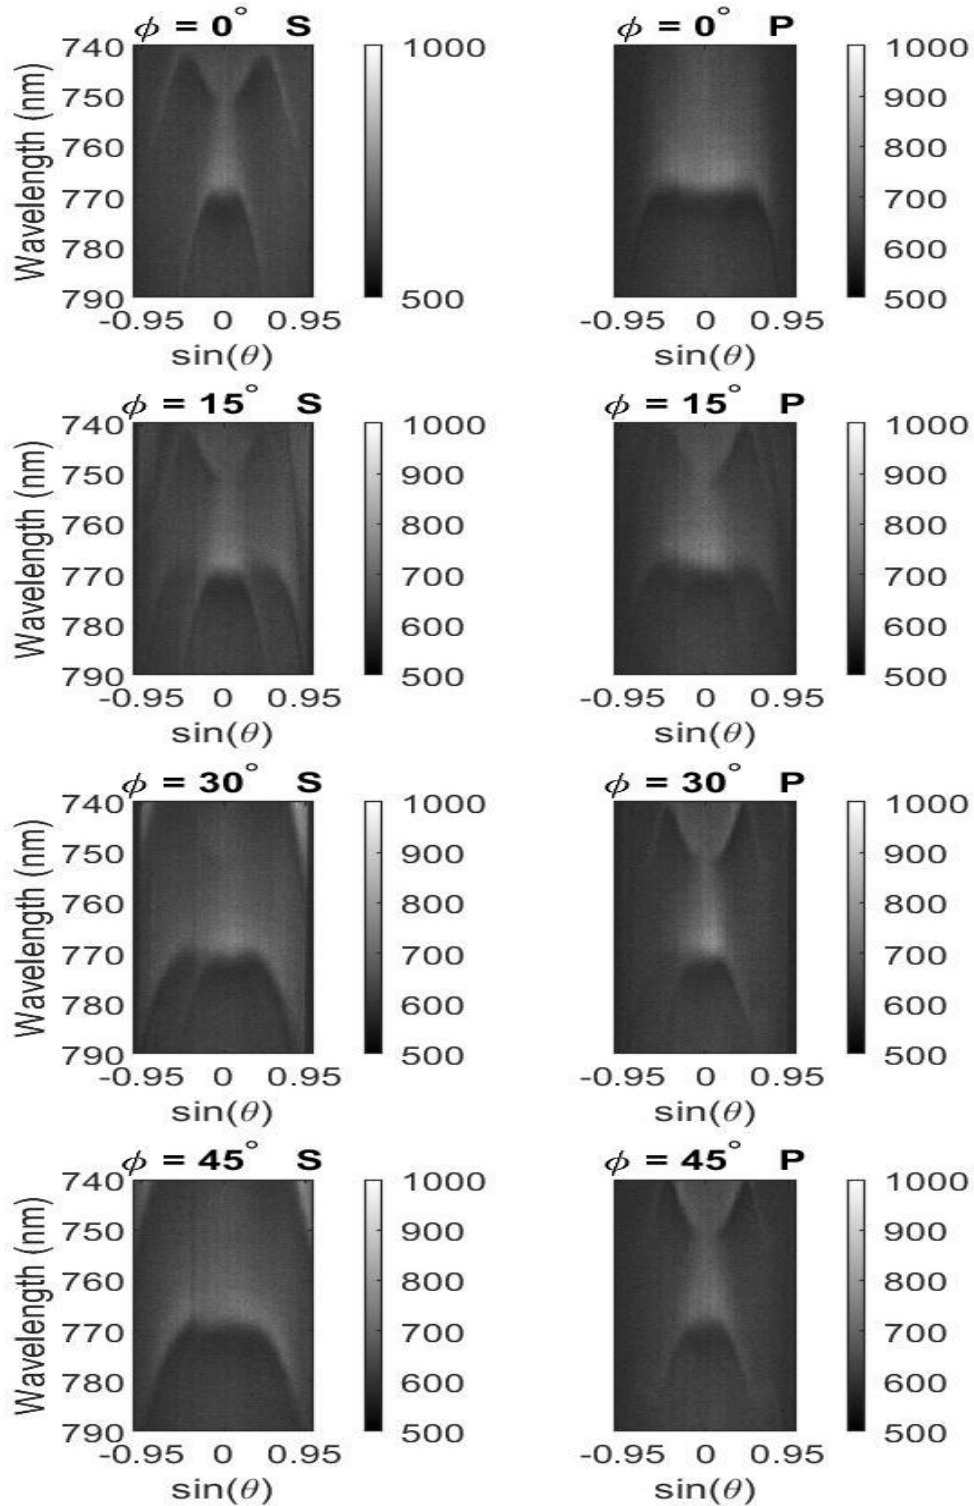 ϕ = 0° S
Wavelength (nm)
740
750
760
770
780
790
-0.95 0 0.95
sin(θ)
1000
500
ϕ = 0° P
-0.95 0 0.95
sin(θ)
1000
900
800
700
600
500
ϕ = 15° S
Wavelength (nm)
740
750
760
770
780
790
-0.95 0 0.95
sin(θ)
1000
900
800
700
600
500
ϕ = 15° P
-0.95 0 0.95
sin(θ)
1000
900
800
700
600
500
ϕ = 30° S
Wavelength (nm)
740
750
760
770
780
790
-0.95 0 0.95
sin(θ)
1000
900
800
700
600
500
ϕ = 30° P
-0.95 0 0.95
sin(θ)
1000
900
800
700
600
500
ϕ = 45° S
Wavelength (nm)
740
750
760
770
780
790
-0.95 0 0.95
sin(θ)
1000
900
800
700
600
500
ϕ = 45° P
-0.95 0 0.95
sin(θ)
1000
900
800
700
600
500